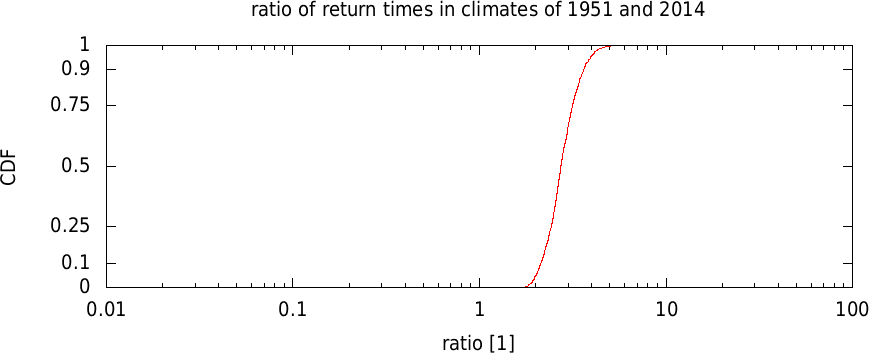 ratio of return times in climates of 1951 and 2014
1
0.9
0.75
CDF
0.5
0.25
0.1
0
0.01 0.1 1 10 100
ratio [1]